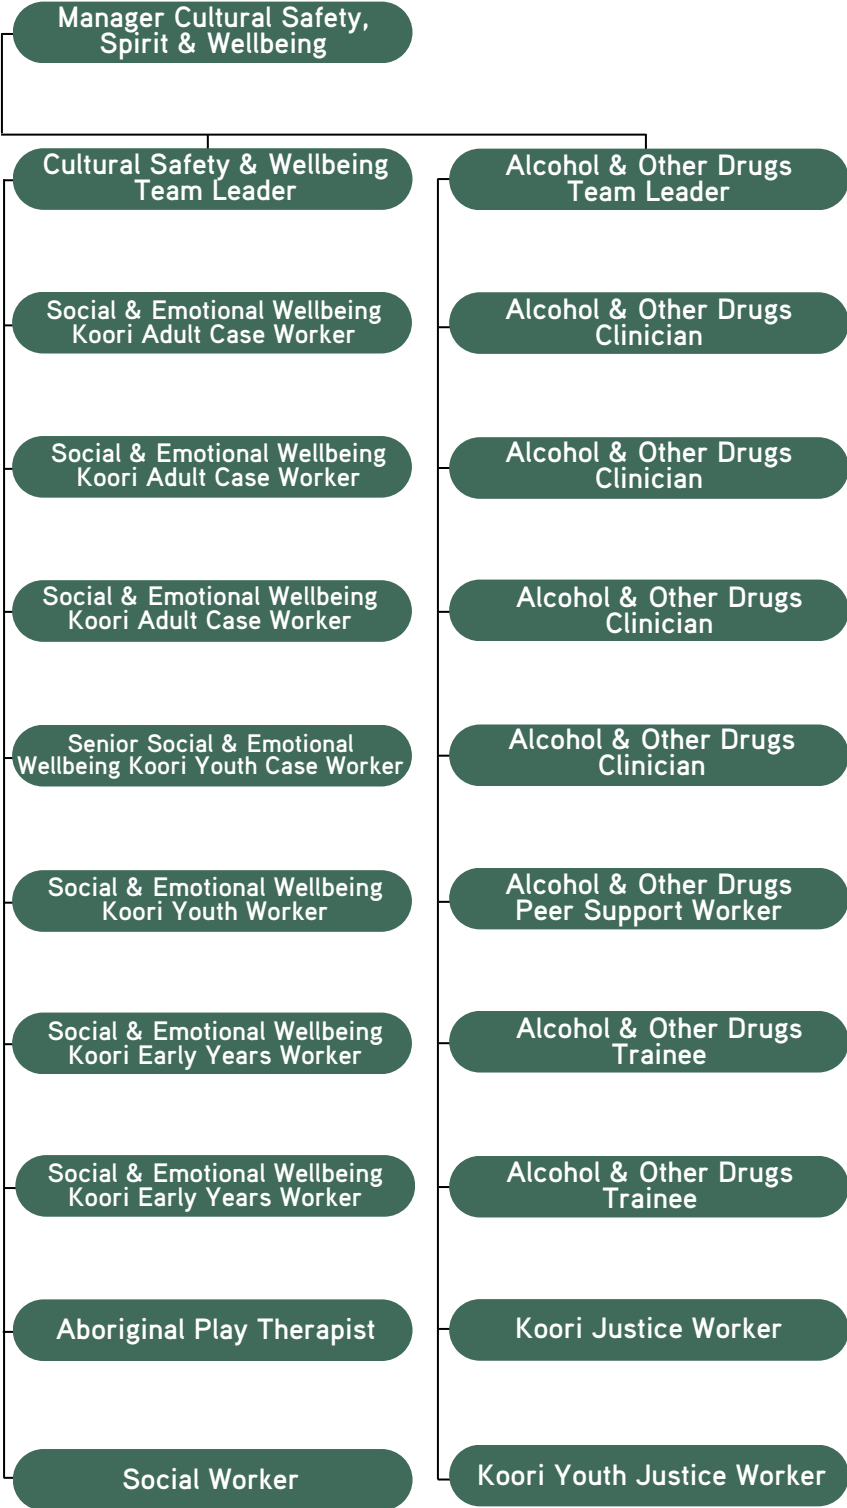 Manager Cultural Safety,
Spirit & Wellbeing
Cultural Safety & Wellbeing
Team Leader
Social & Emotional Wellbeing
Koori Adult Case Worker
Social & Emotional Wellbeing
Koori Adult Case Worker
Social & Emotional Wellbeing
Koori Adult Case Worker
Senior Social & Emotional
Wellbeing Koori Youth Case Worker
Social & Emotional Wellbeing
Koori Youth Worker
Social & Emotional Wellbeing
Koori Early Years Worker
Social & Emotional Wellbeing
Koori Early Years Worker
Aboriginal Play Therapist
Social Worker
Alcohol & Other Drugs
Team Leader
Alcohol & Other Drugs
Clinician
Alcohol & Other Drugs
Clinician
Alcohol & Other Drugs
Clinician
Alcohol & Other Drugs
Clinician
Alcohol & Other Drugs
Peer Support Worker
Alcohol & Other Drugs
Trainee
Alcohol & Other Drugs
Trainee
Koori Justice Worker
Koori Youth Justice Worker